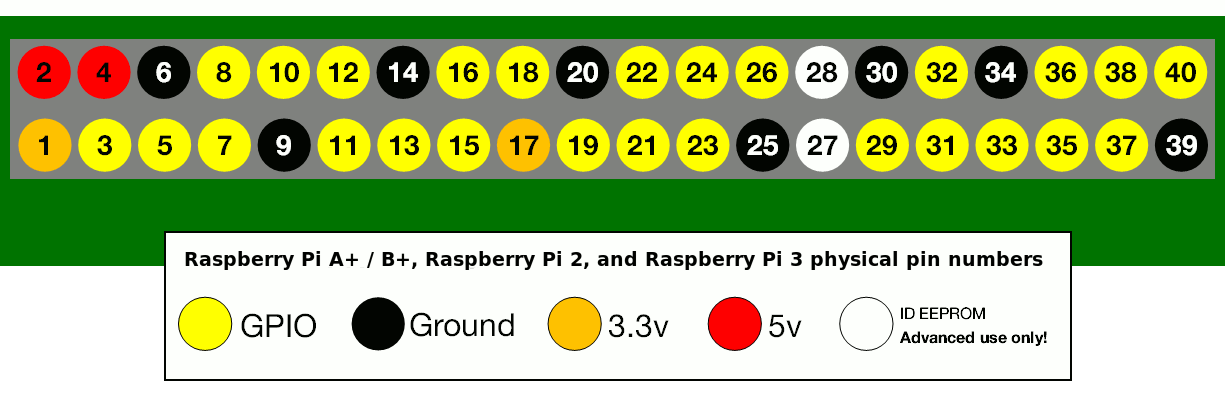 2 4 6 8 10 12 14 16 18 20 22 24 26 28 30 32 34 36 38 40
1 3 5 7 9 11 13 15 17 19 21 23 25 27 29 31 33 35 37 39
Raspberry Pi A+ / B+, Raspberry Pi 2, and Raspberry Pi 3 physical pin numbers
GPIO Ground 3.3v 5v ID EEPROM
Advanced use only!